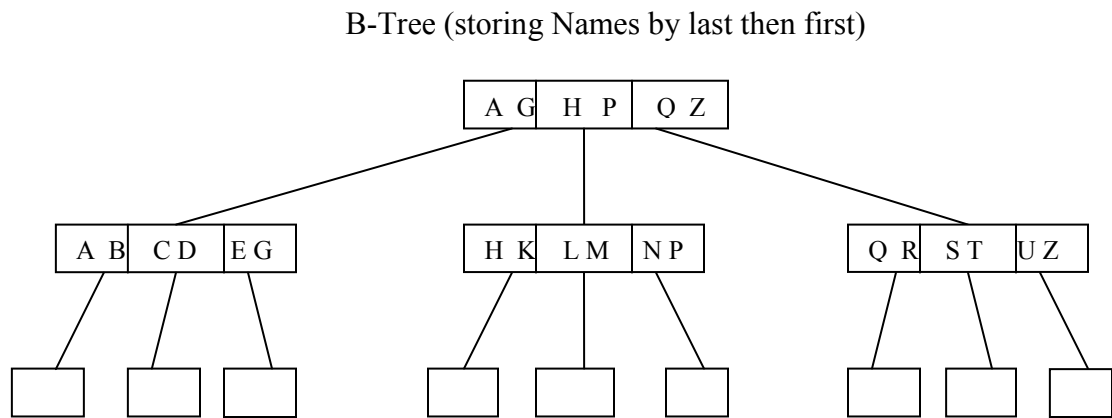 B-Tree (storing Names by last then first)
A G H P Q Z
A B C D E G H K L M N P Q R S T U Z